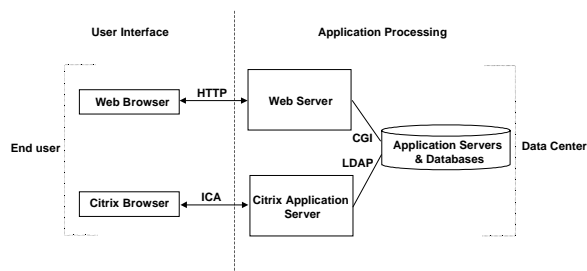 User Interface
Application Processing
HTTP
Web Browser
Web Server
CGI
End user
Application Servers
& Databases
Data Center
LDAP
ICA
Citrix Browser
Citrix Application
Server